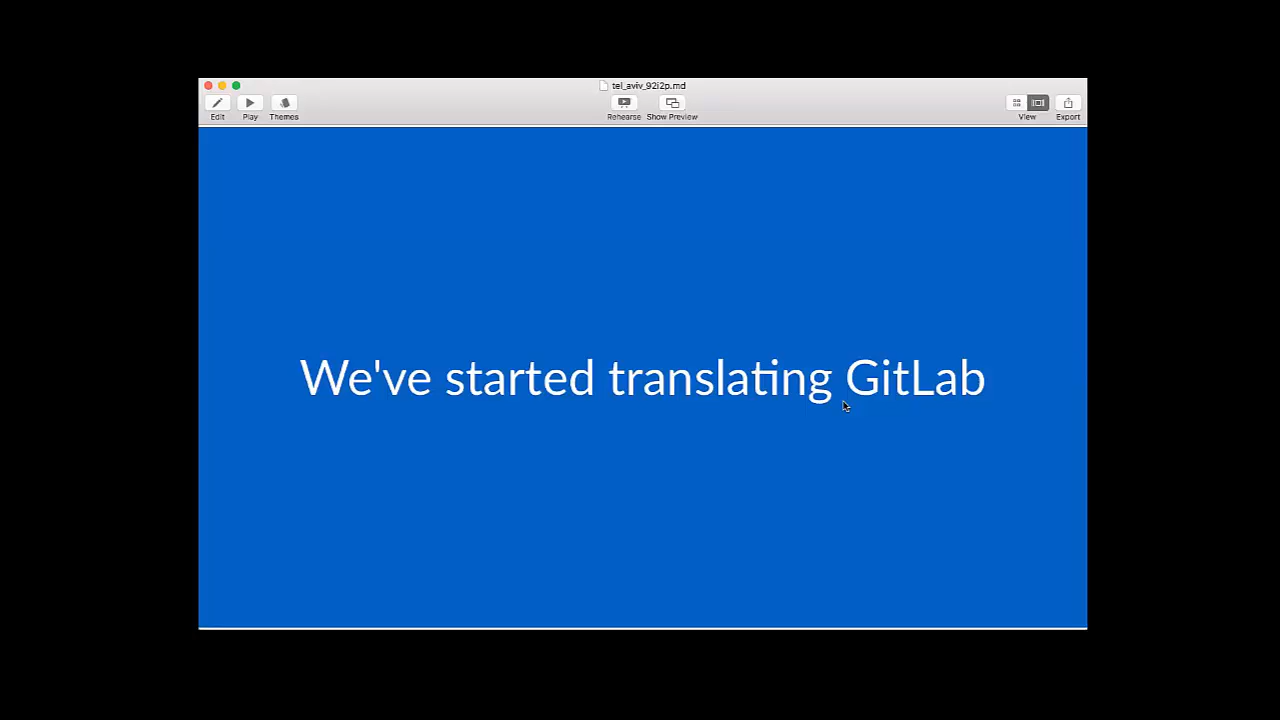 tel_aviv_92i2p.md
Edit Play Themes Rehearse Show Preview View Export
We've started translating GitLab